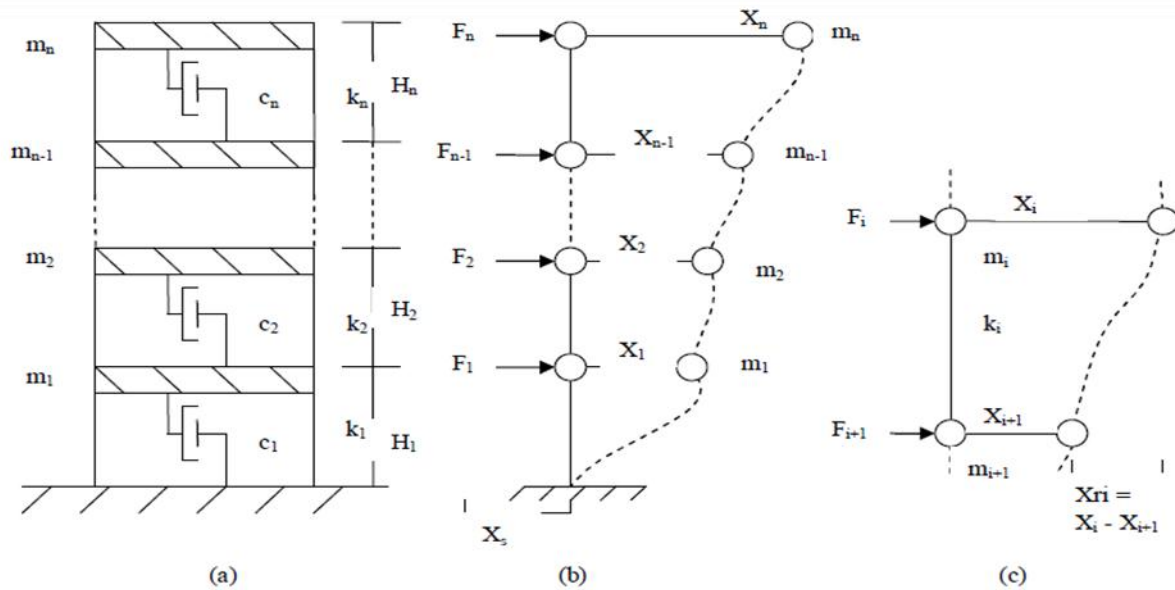 mₙ
cₙ
kₙ
Hₙ
mₙ₋₁
m₂
c₂
k₂
H₂
m₁
c₁
k₁
H₁
(a)
Fₙ
Xₙ
mₙ
Fₙ₋₁
Xₙ₋₁
mₙ₋₁
F₂
X₂
m₂
F₁
X₁
m₁
Xₛ
(b)
Fᵢ
Xᵢ
mᵢ
kᵢ
Fᵢ₊₁
Xᵢ₊₁
mᵢ₊₁
Xri =
Xᵢ - Xᵢ₊₁
(c)